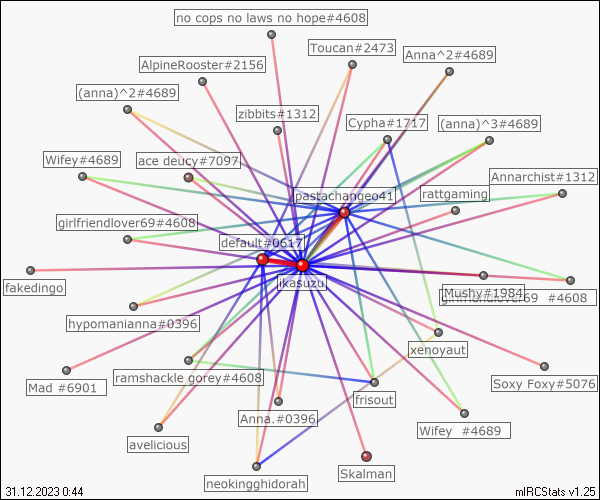 no cops no laws no hope#4608
Toucan#2473
Anna^2#4689
AlpineRooster#2156
(anna)^2#4689
zibbits#1312
Cypha#1717
(anna)^3#4689
Wifey#4689
ace deucy#7097
Annarchist#1312
pastachangeo41
rattgaming
girlfriendlover69#4608
default#0617
fakedingo
ikasuzu
Mushy#1984
girlfriendlover69 #4608
hypomanianna#0396
xenoyaut
Mad #6901
ramshackle gorey#4608
Soxy Foxy#5076
frisout
Anna.#0396
Wifey #4689
avelicious
Skalman
neokingghidorah
31.12.2023 0:44
mIRCStats v1.25